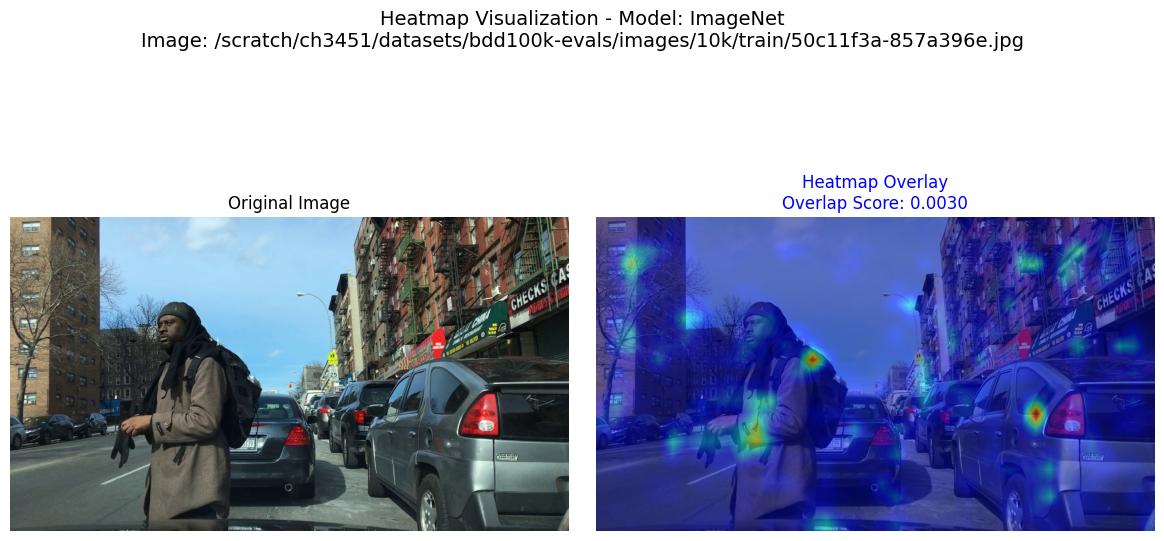 Heatmap Visualization - Model: ImageNet
Image: /scratch/ch3451/datasets/bdd100k-evals/images/10k/train/50c11f3a-857a396e.jpg
Original Image
Heatmap Overlay
Overlap Score: 0.0030
CHECKS CAS
CHECKS CAS